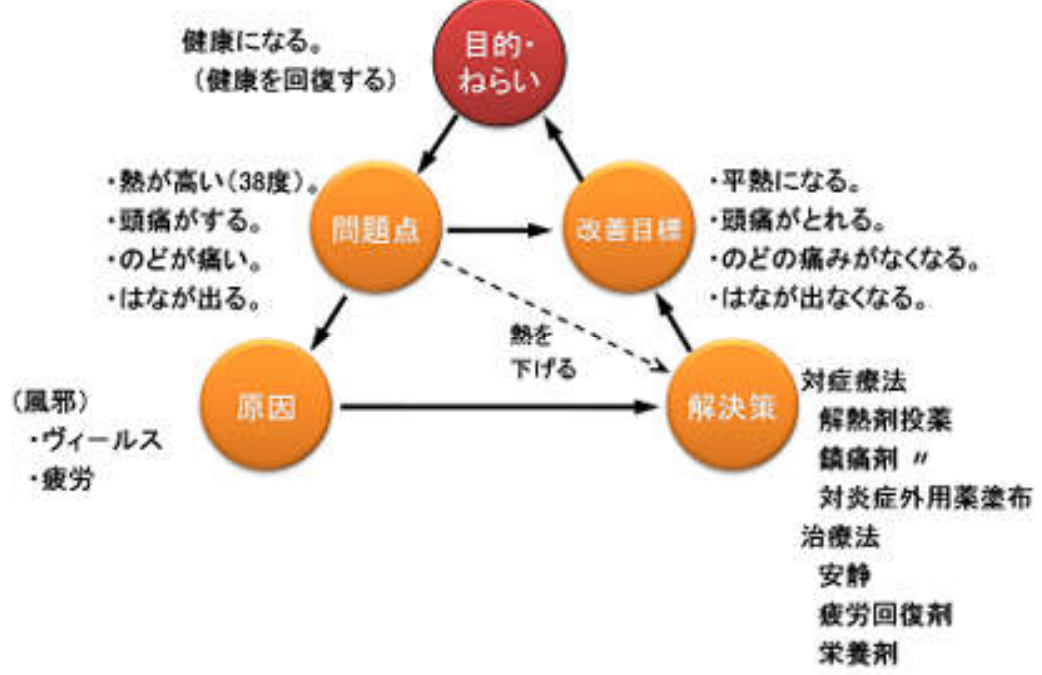 健康になる。
（健康を回復する）
目的・
ねらい
・熱が高い（38度）。
・頭痛がする。
・のどが痛い。
・はなが出る。
問題点
改善目標
・平熱になる。
・頭痛がとれる。
・のどの痛みがなくなる。
・はなが出なくなる。
熱を
下げる
（風邪）
・ヴィールス
・疲労
原因
解決策
対症療法
解熱剤投薬
鎮痛剤 〃
対炎症外用薬塗布
治療法
安静
疲労回復剤
栄養剤